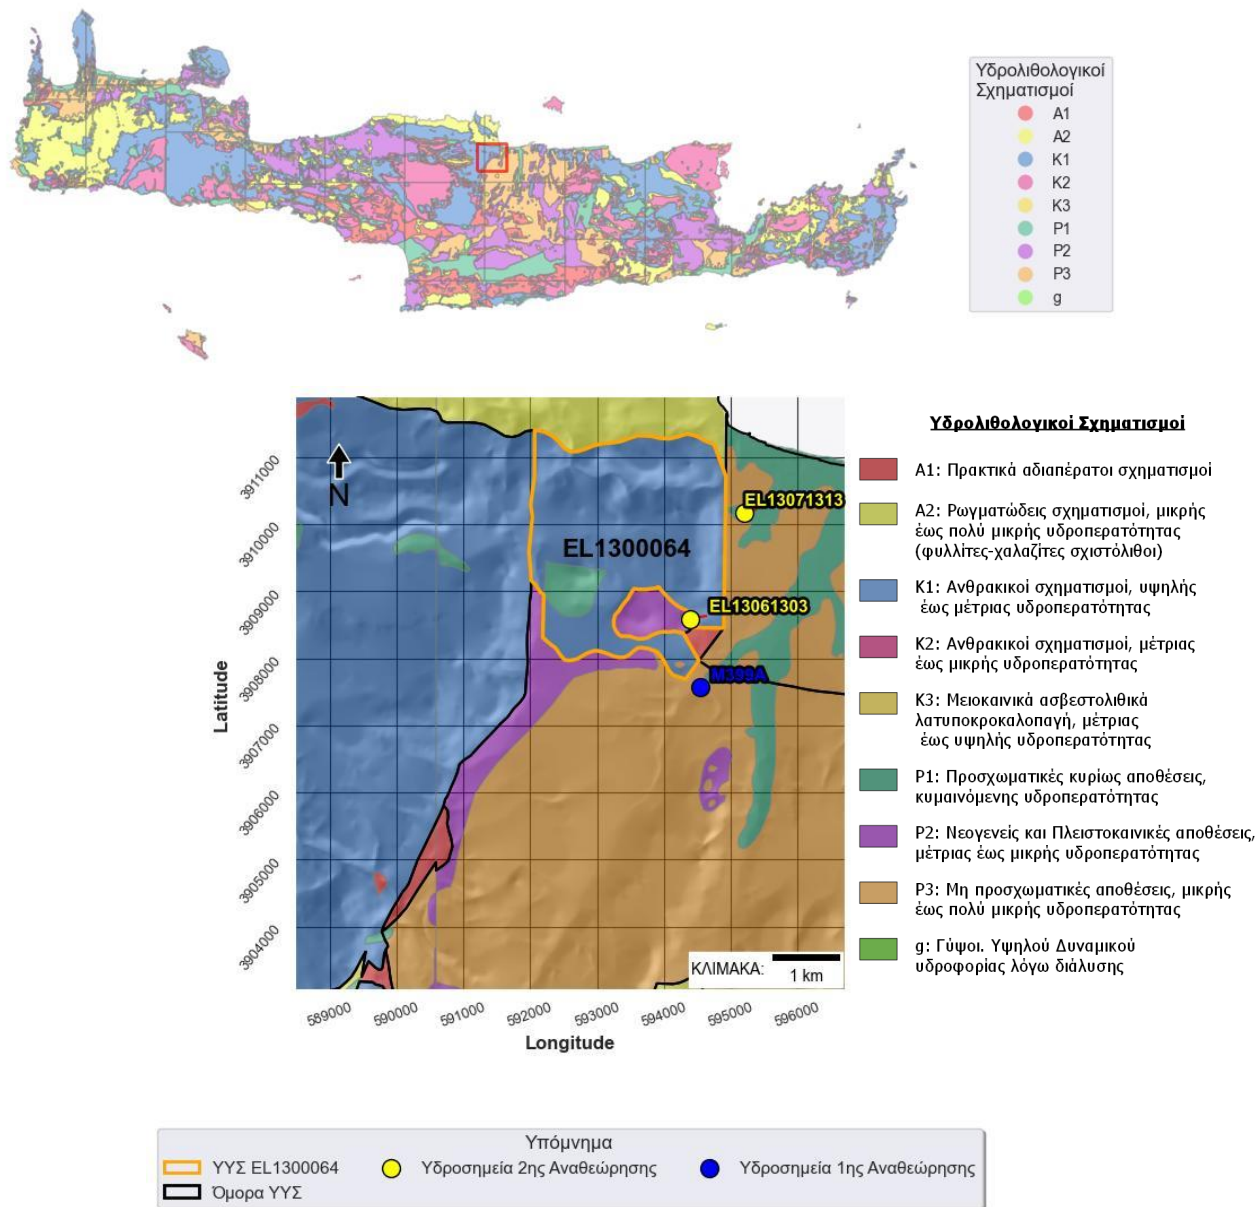 Υδρολιθολογικοί
Σχηματισμοί
A1
A2
K1
K2
K3
P1
P2
P3
g
Υδρολιθολογικοί Σχηματισμοί
A1: Πρακτικά αδιαπέρατοι σχηματισμοί
A2: Ρωγματώδεις σχηματισμοί, μικρής
έως πολύ μικρής υδροπερατότητας
(φυλλίτες-χαλαζίτες σχιστόλιθοι)
K1: Ανθρακικοί σχηματισμοί, υψηλής
έως μέτριας υδροπερατότητας
K2: Ανθρακικοί σχηματισμοί, μέτριας
έως μικρής υδροπερατότητας
K3: Μειοκαινικά ασβεστολιθικά
λατυποκροκαλοπαγή, μέτριας
έως υψηλής υδροπερατότητας
P1: Προσχωματικές κυρίως αποθέσεις,
κυμαινόμενης υδροπερατότητας
P2: Νεογενείς και Πλειστοκαινικές αποθέσεις,
μέτριας έως μικρής υδροπερατότητας
P3: Μη προσχωματικές αποθέσεις, μικρής
έως πολύ μικρής υδροπερατότητας
g: Γύψοι. Υψηλού Δυναμικού
υδροφορίας λόγω διάλυσης
Latitude
3911000
3910000
3909000
3908000
3907000
3906000
3905000
3904000
N
EL13071313
EL1300064
EL13061303
M399A
ΚΛΙΜΑΚΑ:
1 km
589000
590000
591000
592000
593000
594000
595000
596000
Longitude
Υπόμνημα
ΥΥΣ EL1300064
Υδροσημεία 2ης Αναθεώρησης
Υδροσημεία 1ης Αναθεώρησης
Όμορα ΥΥΣ